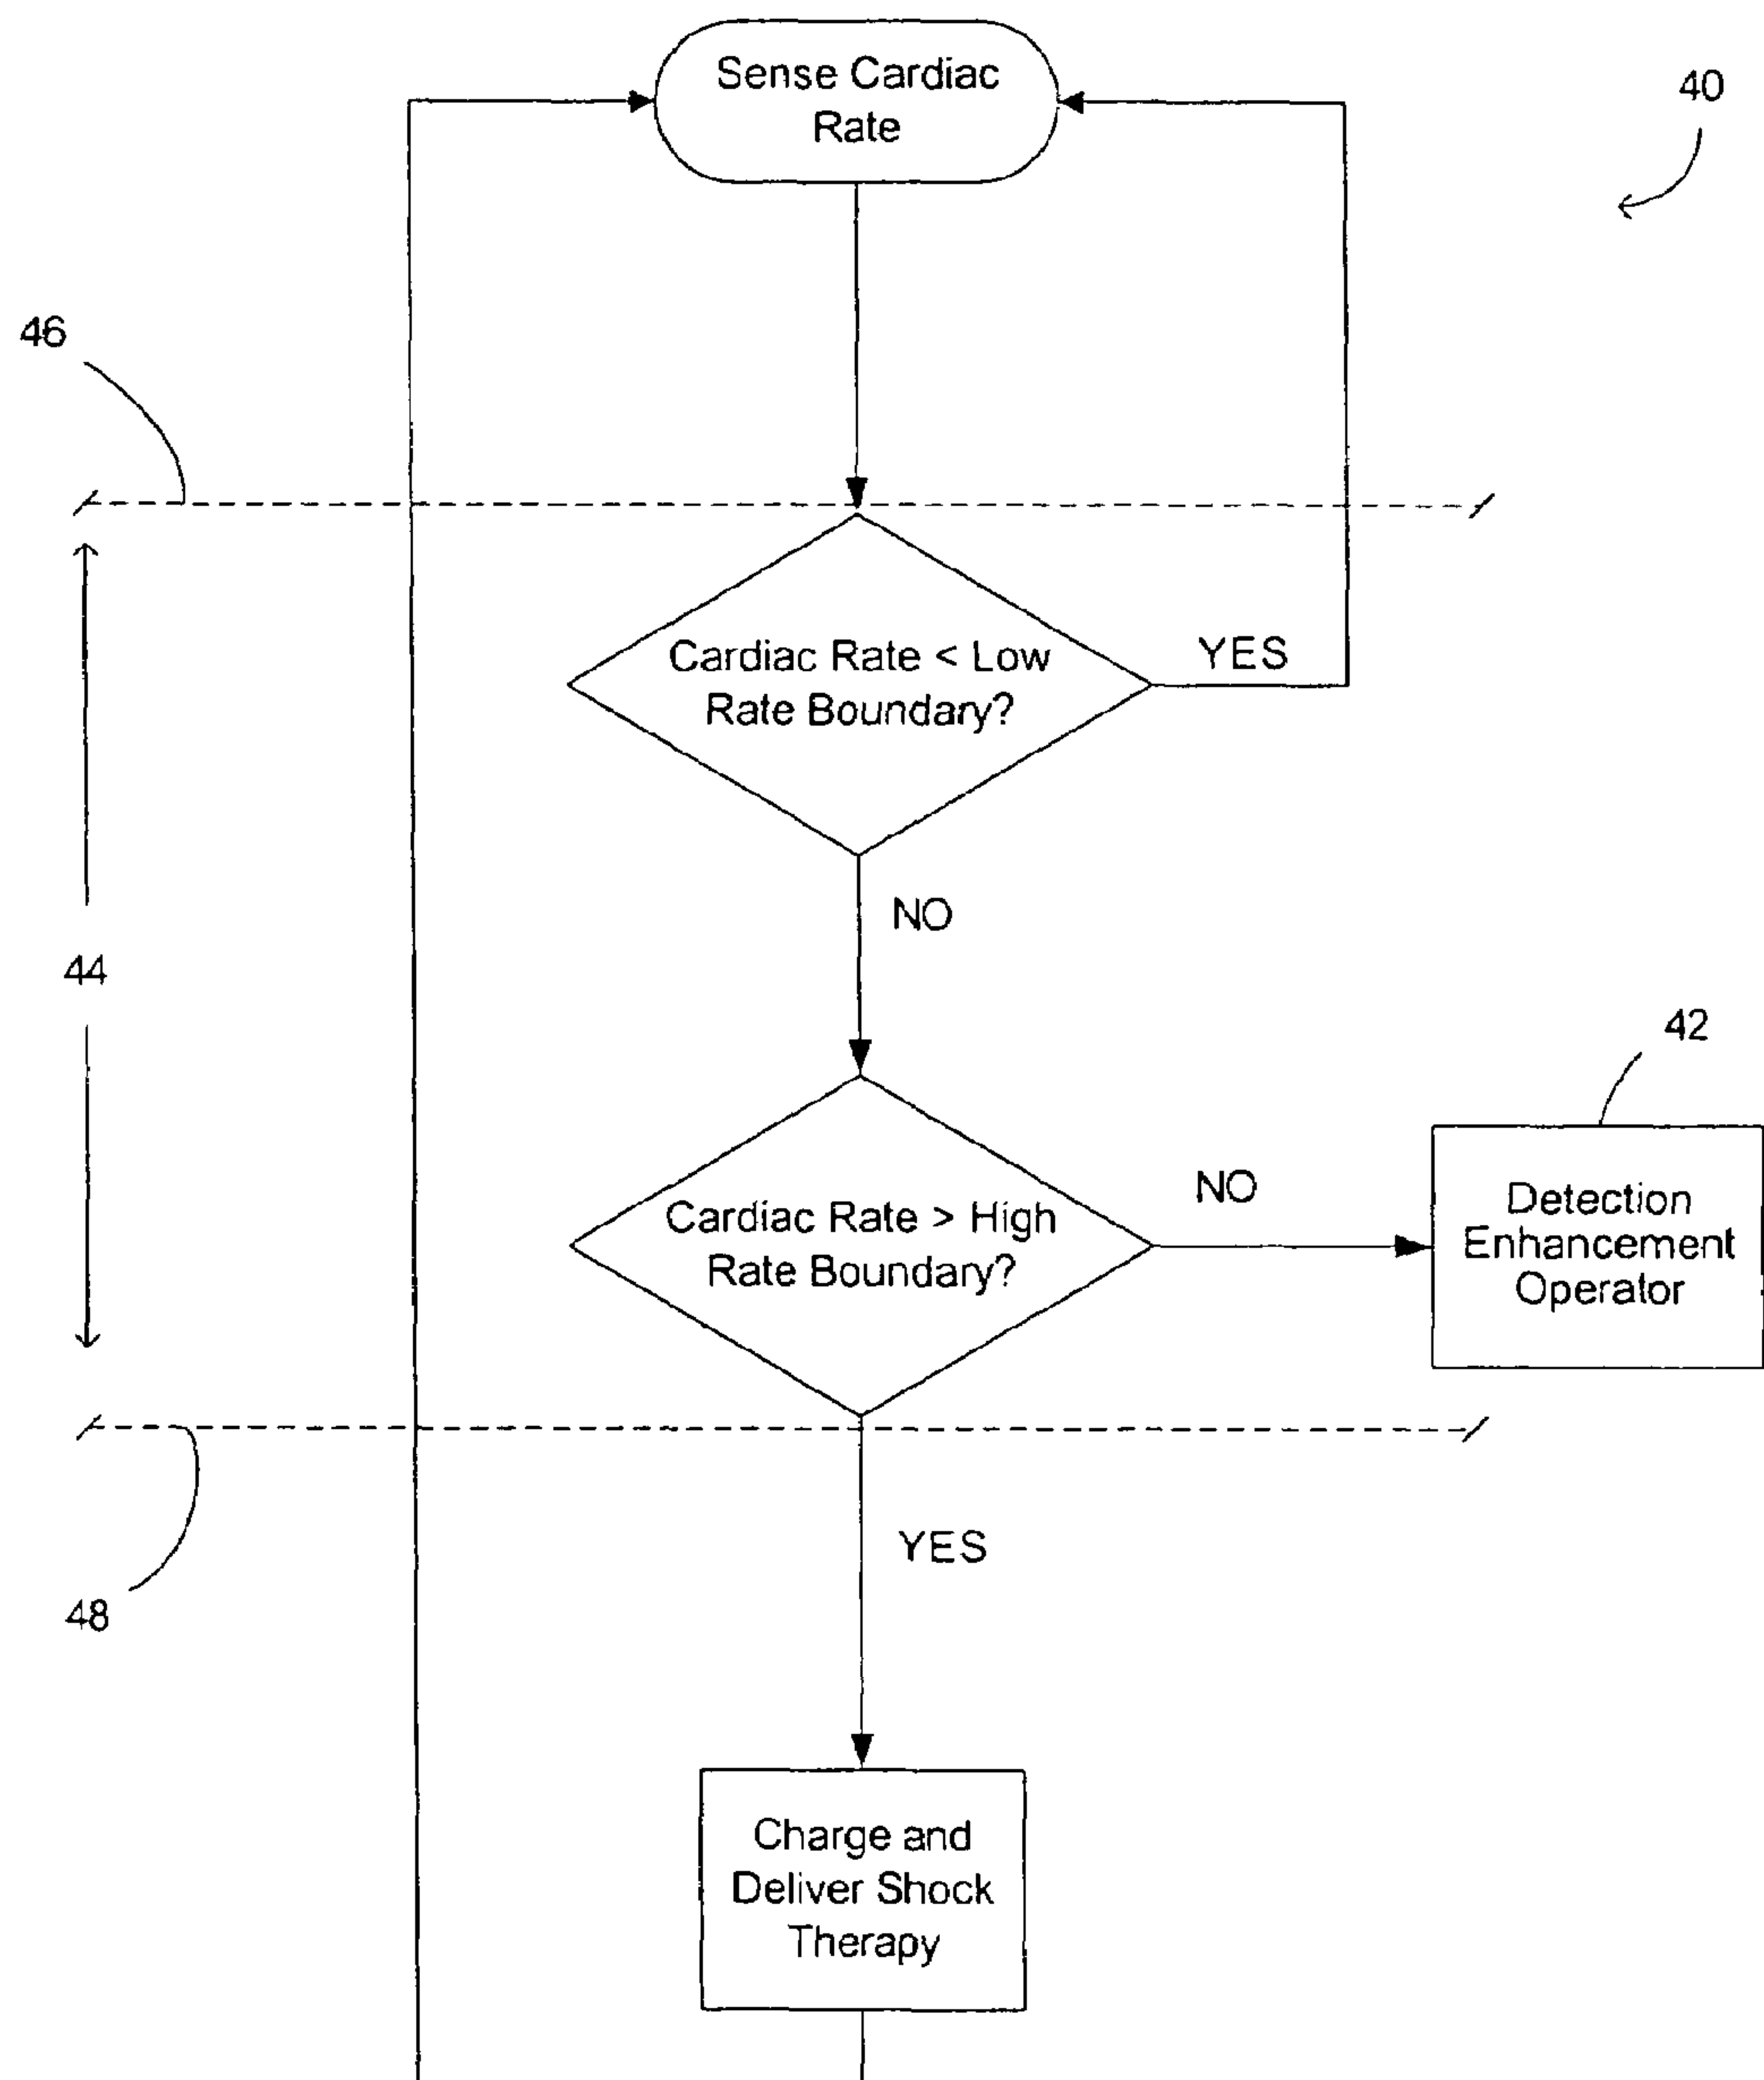 Sense Cardiac
Rate
40
46
Cardiac Rate < Low
Rate Boundary?
YES
NO
44
42
Cardiac Rate > High
Rate Boundary?
NO
Detection
Enhancement
Operator
YES
48
Charge and
Deliver Shock
Therapy